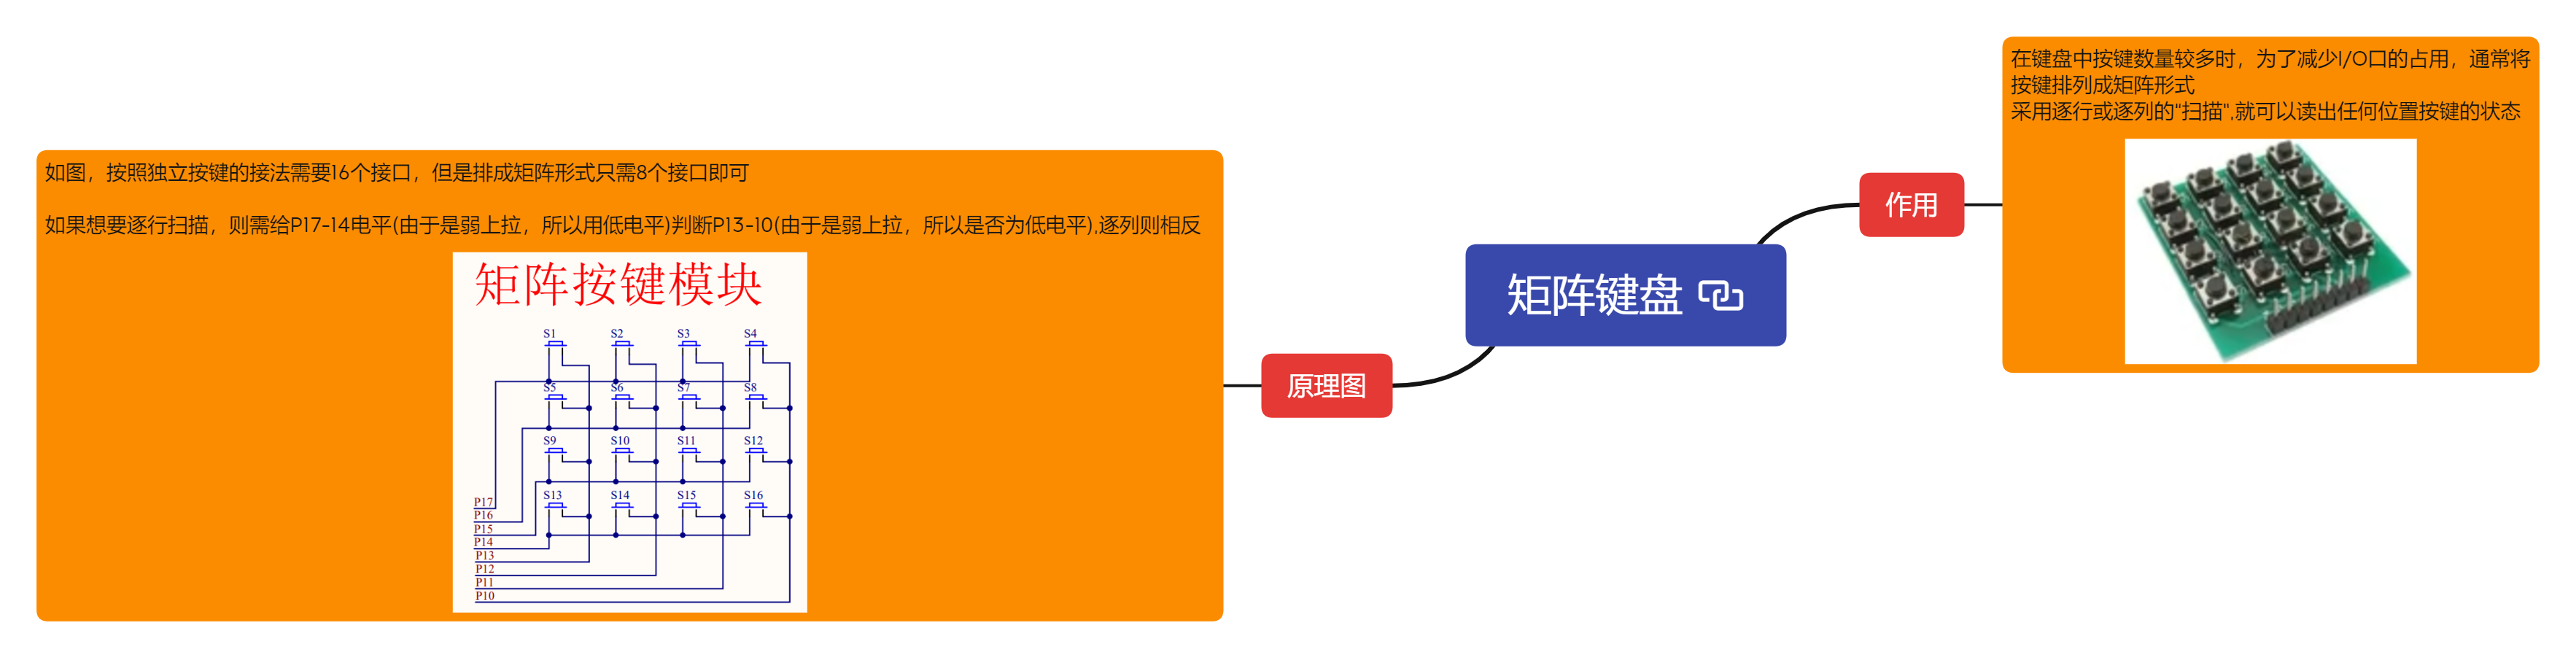 如图，按照独立按键的接法需要16个接口，但是排成矩阵形式只需8个接口即可
如果想要逐行扫描，则需给P17-14电平(由于是弱上拉，所以用低电平)判断P13-10(由于是弱上拉，所以是否为低电平),逐列则相反
矩阵按键模块
S1 S2 S3 S4
S5 S6 S7 S8
S9 S10 S11 S12
S13 S14 S15 S16
P17
P16
P15
P14
P13
P12
P11
P10
原理图
矩阵键盘
作用
在键盘中按键数量较多时，为了减少I/O口的占用，通常将
按键排列成矩阵形式
采用逐行或逐列的"扫描",就可以读出任何位置按键的状态